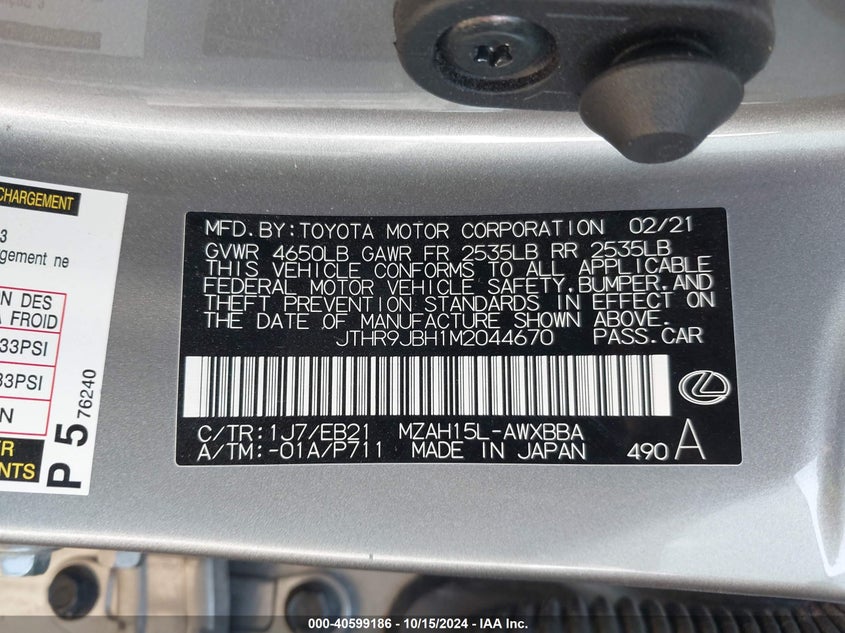 CHARGEMENT
3
gement ne
N DES
A FROID
33PSI
33PSI
N
ER
ENTS
P 5 76240
MFD.BY:TOYOTA MOTOR CORPORATION 02/21
GVWR 4650LB GAWR FR 2535LB RR 2535LB
THIS VEHICLE CONFORMS TO ALL APPLICABLE
FEDERAL MOTOR VEHICLE SAFETY,BUMPER,AND
THEFT PREVENTION STANDARDS IN EFFECT ON
THE DATE OF MANUFACTURE SHOWN ABOVE.
JTHR9JBH1M2044670 PASS.CAR
C/TR:1J7/EB21 MZAH15L-AWXBBA
A/TM:-01A/P711 MADE IN JAPAN 490 A
000-40599186 - 10/15/2024 - IAA Inc.